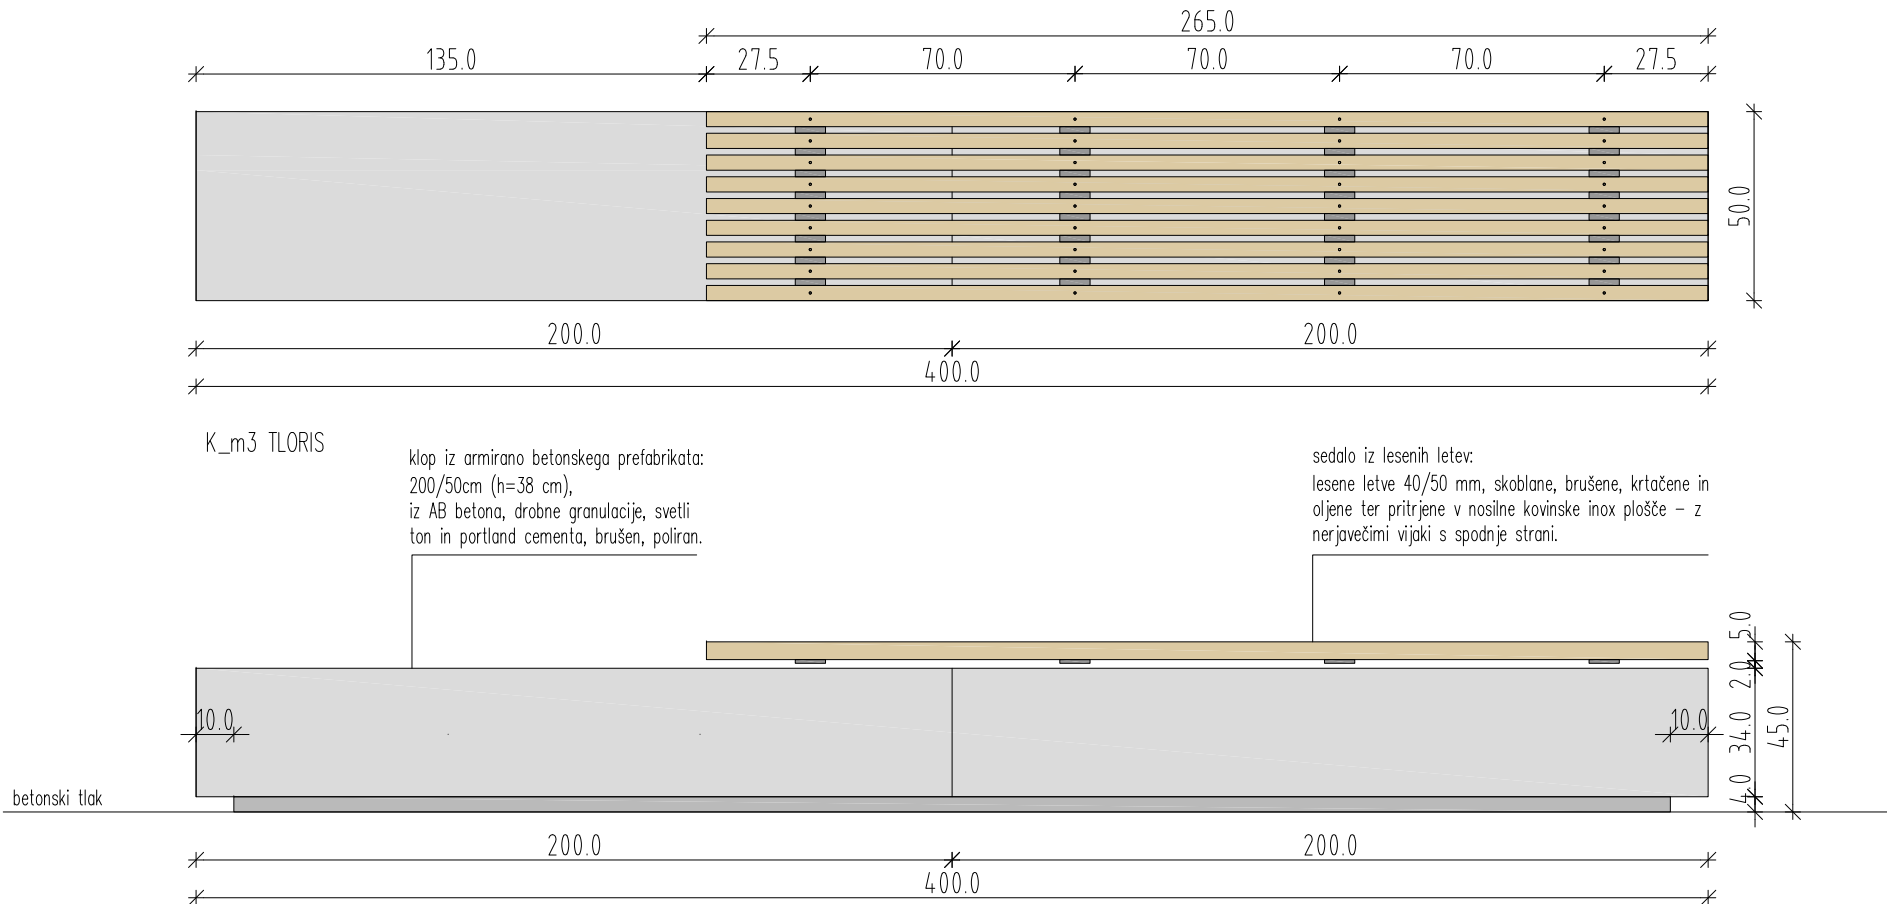 265.0
135.0 27.5 70.0 70.0 70.0 27.5
50.0
200.0 200.0
400.0
K_m3 TLORIS
klop iz armirano betonskega prefabrikata:
200/50cm (h=38 cm),
iz AB betona, drobne granulacije, svetli
ton in portland cementa, brušen, poliran.
sedalo iz lesenih letev:
lesene letve 40/50 mm, skoblane, brušene, krtačene in
oljene ter pritrjene v nosilne kovinske inox plošče – z
nerjavečimi vijaki s spodnje strani.
5.0
2.0
10.0 10.0
34.0
45.0
4.0
betonski tlak
200.0 200.0
400.0